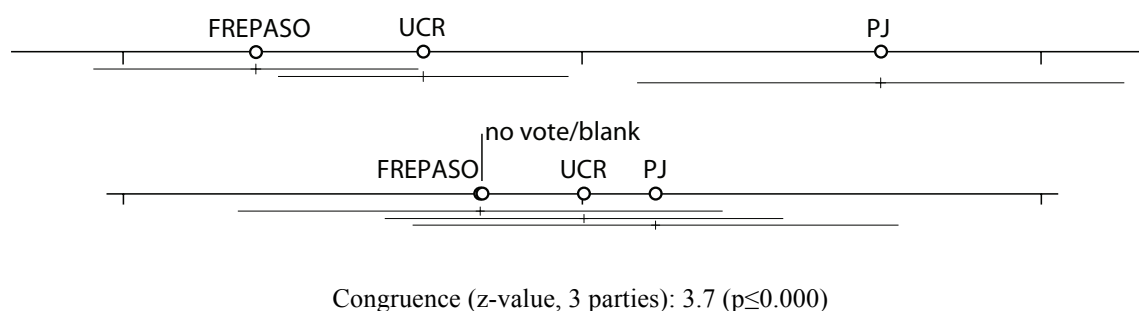 FREPASO UCR PJ
no vote/blank
FREPASO UCR PJ
Congruence (z-value, 3 parties): 3.7 (p≤0.000)